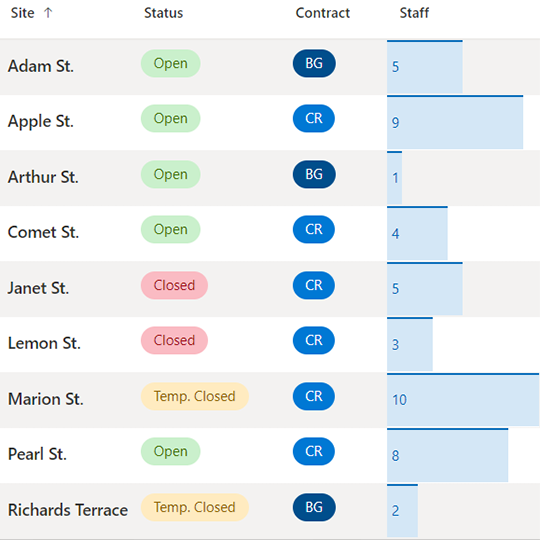 Site ↑ Status Contract Staff
Adam St. Open BG 5
Apple St. Open CR 9
Arthur St. Open BG 1
Comet St. Open CR 4
Janet St. Closed CR 5
Lemon St. Closed CR 3
Marion St. Temp. Closed CR 10
Pearl St. Open CR 8
Richards Terrace Temp. Closed BG 2